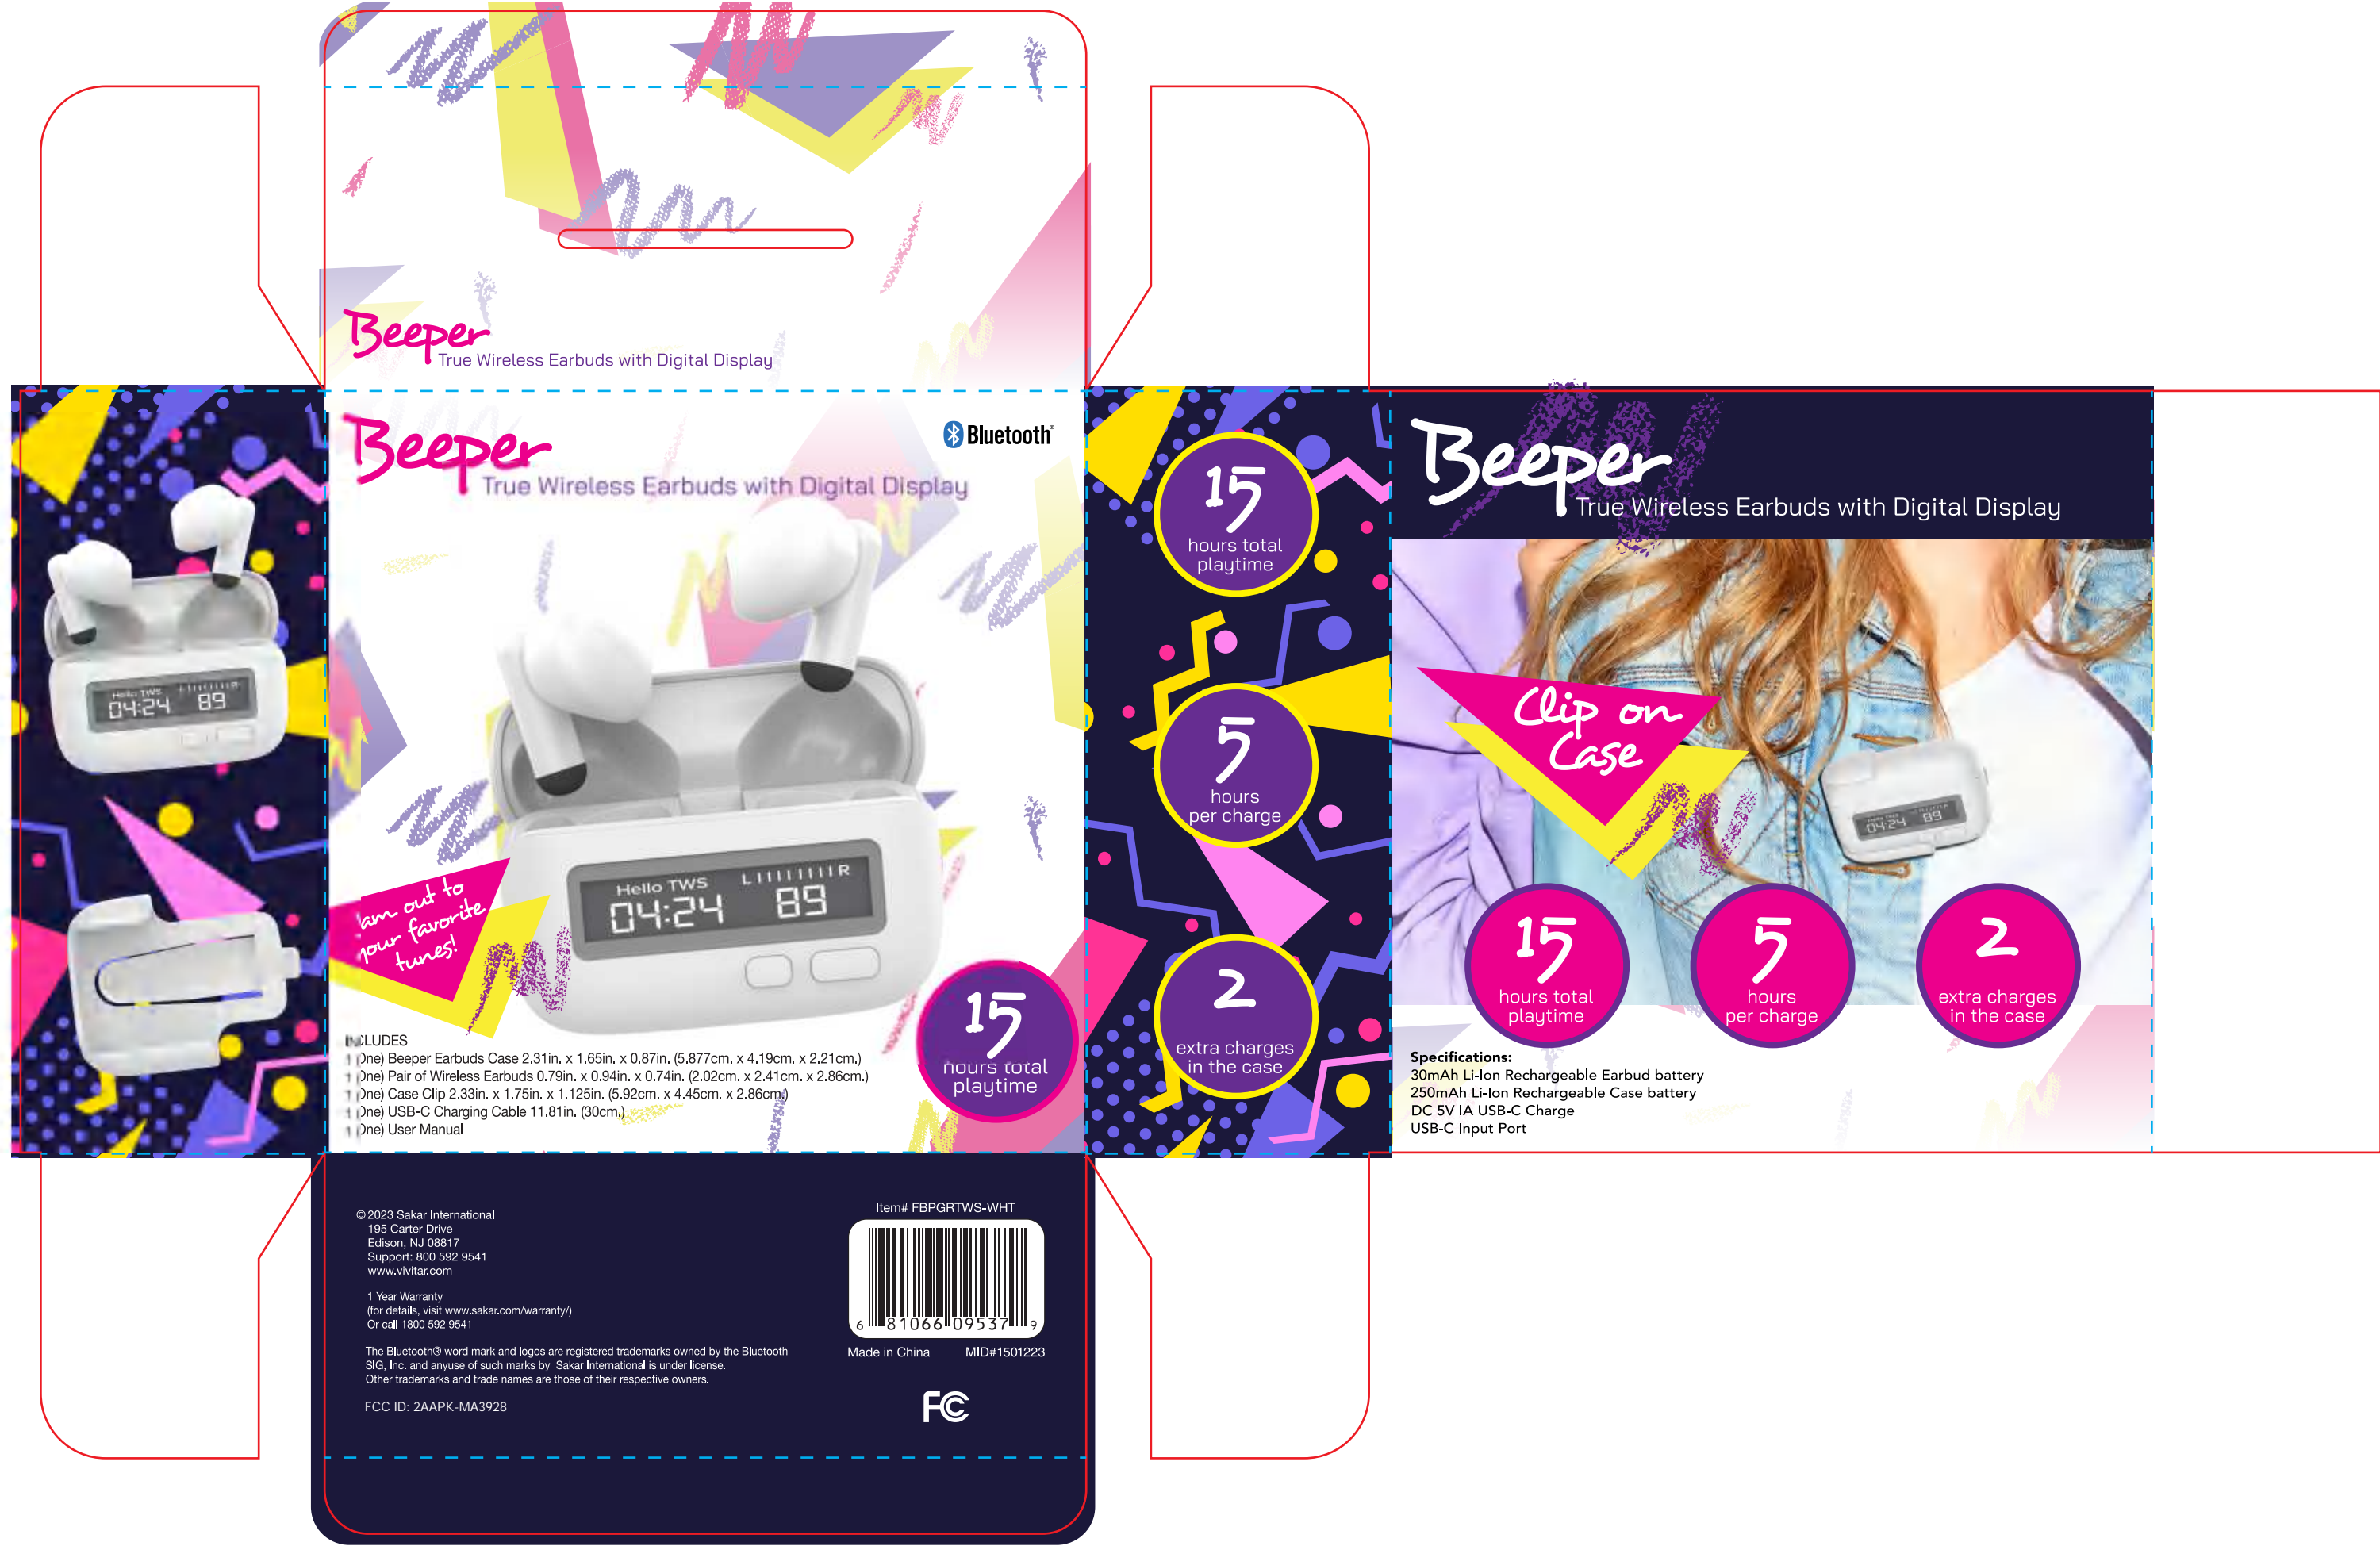 Beeper
True Wireless Earbuds with Digital Display
Beeper
True Wireless Earbuds with Digital Display
Bluetooth®
Hello TWS
04:24 89
Hello TWS L R
04:24 89
am out to
your favorite
tunes!
15
hours total
playtime
INCLUDES
1 (One) Beeper Earbuds Case 2.31in. x 1.65in. x 0.87in. (5.877cm. x 4.19cm. x 2.21cm.)
1 (One) Pair of Wireless Earbuds 0.79in. x 0.94in. x 0.74in. (2.02cm. x 2.41cm. x 2.86cm.)
1 (One) Case Clip 2.33in. x 1.75in. x 1.125in. (5.92cm. x 4.45cm. x 2.86cm.)
1 (One) USB-C Charging Cable 11.81in. (30cm.)
1 (One) User Manual
15
hours total
playtime
5
hours
per charge
2
extra charges
in the case
Beeper
True Wireless Earbuds with Digital Display
Clip on
Case
04:24 89
15
hours total
playtime
5
hours
per charge
2
extra charges
in the case
Specifications:
30mAh Li-Ion Rechargeable Earbud battery
250mAh Li-Ion Rechargeable Case battery
DC 5V IA USB-C Charge
USB-C Input Port
© 2023 Sakar International
195 Carter Drive
Edison, NJ 08817
Support: 800 592 9541
www.vivitar.com
1 Year Warranty
(for details, visit www.sakar.com/warranty/)
Or call 1800 592 9541
The Bluetooth® word mark and logos are registered trademarks owned by the Bluetooth
SIG, Inc. and anyuse of such marks by Sakar International is under license.
Other trademarks and trade names are those of their respective owners.
FCC ID: 2AAPK-MA3928
Item# FBPGRTWS-WHT
6 81066 09537 9
Made in China MID#1501223
FC